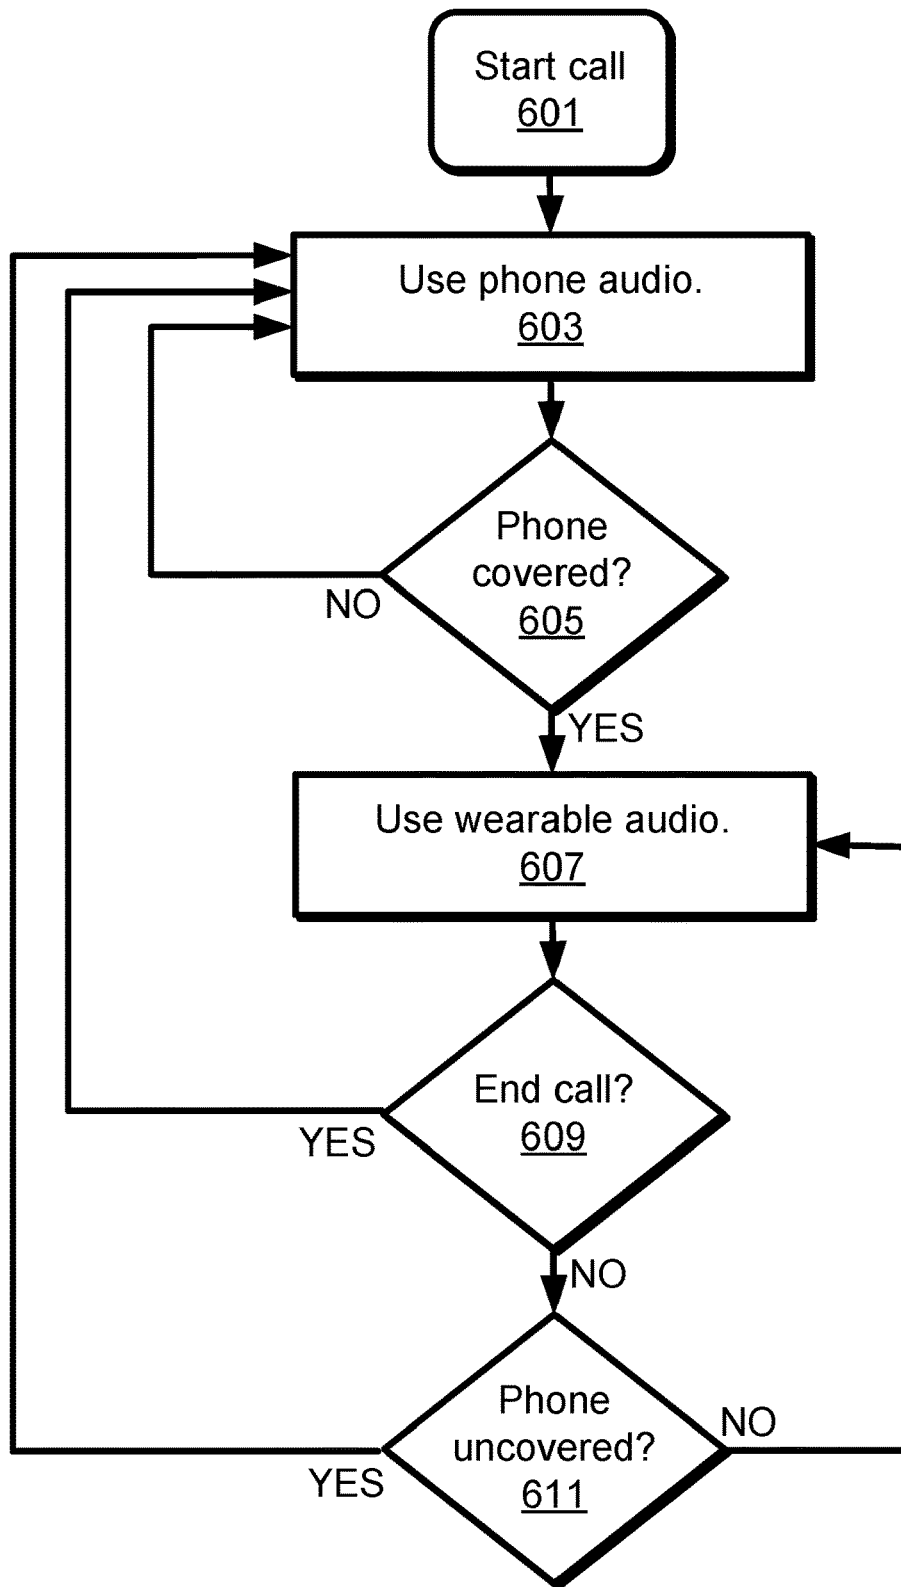 Start call
601
Use phone audio.
603
Phone
covered?
605
NO
YES
Use wearable audio.
607
End call?
609
YES
NO
Phone
uncovered?
611
NO
YES